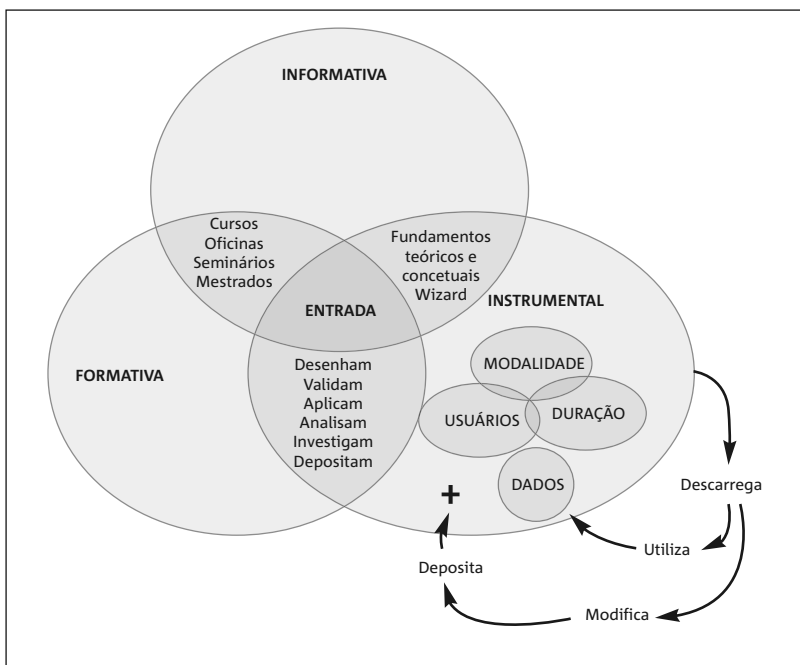 INFORMATIVA
Cursos
Oficinas
Seminários
Mestrados
Fundamentos
teóricos e
concetuais
Wizard
ENTRADA
INSTRUMENTAL
FORMATIVA
Desenham
Validam
Aplicam
Analisam
Investigam
Depositam
MODALIDADE
USUÁRIOS
DURAÇÃO
DADOS
+
Descarrega
Utiliza
Deposita
Modifica